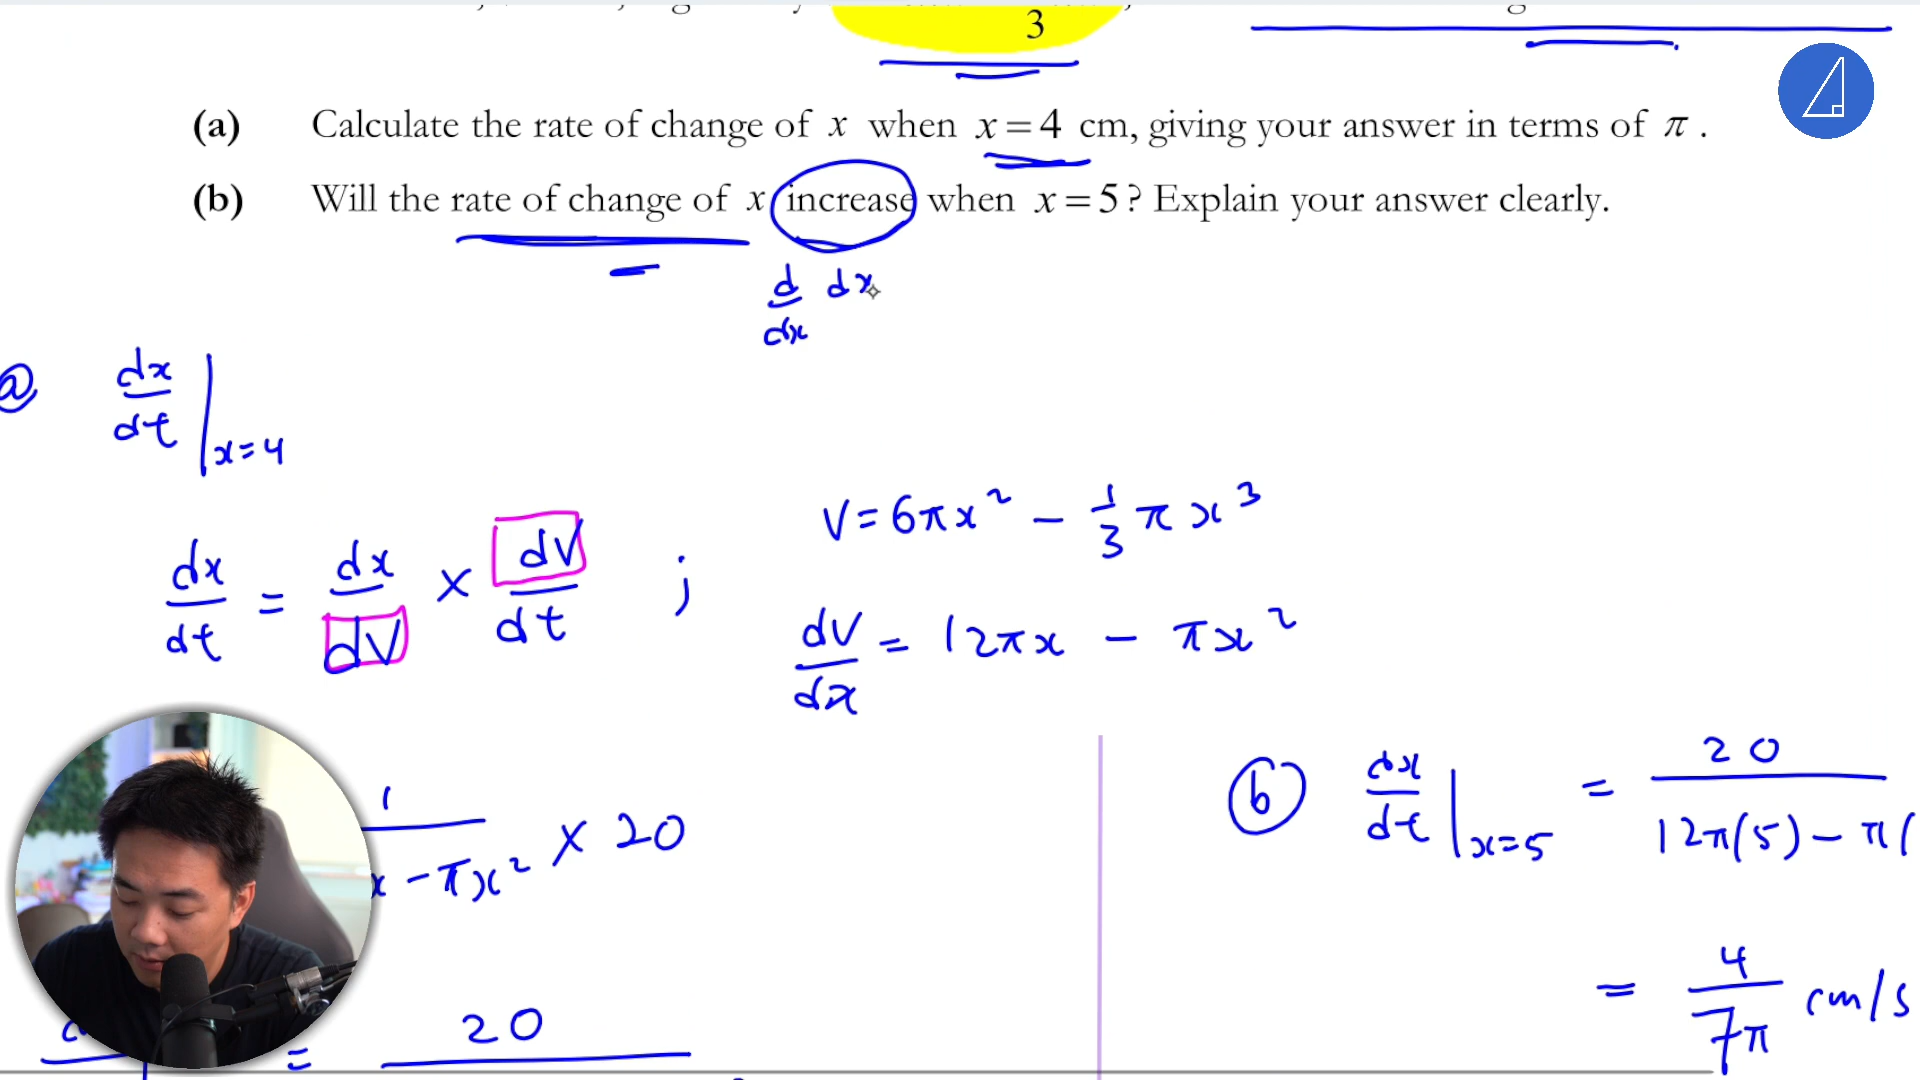 3
(a) Calculate the rate of change of x when x = 4 cm, giving your answer in terms of π .
(b) Will the rate of change of x increase when x = 5 ? Explain your answer clearly.
d/dx dx
@ dx/dt |x=4
V = 6πx² − 1/3 πx³
dx/dt = dx/dV × dV/dt ;
dV/dx = 12πx − πx²
1/x − πx² × 20
(b) dx/dt |x=5 = 20/12π(5) − π(
= 4/7π cm/s
= 20